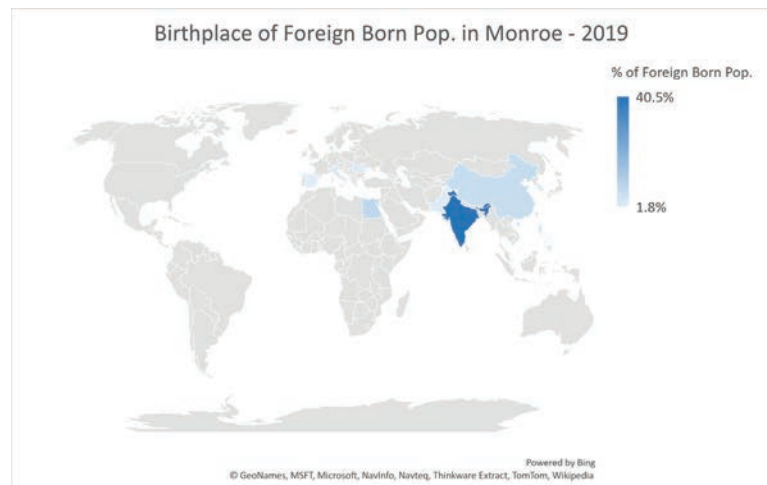 Birthplace of Foreign Born Pop. in Monroe - 2019
% of Foreign Born Pop.
40.5%
1.8%
Powered by Bing
© GeoNames, MSFT, Microsoft, NavInfo, Navteq, Thinkware Extract, TomTom, Wikipedia